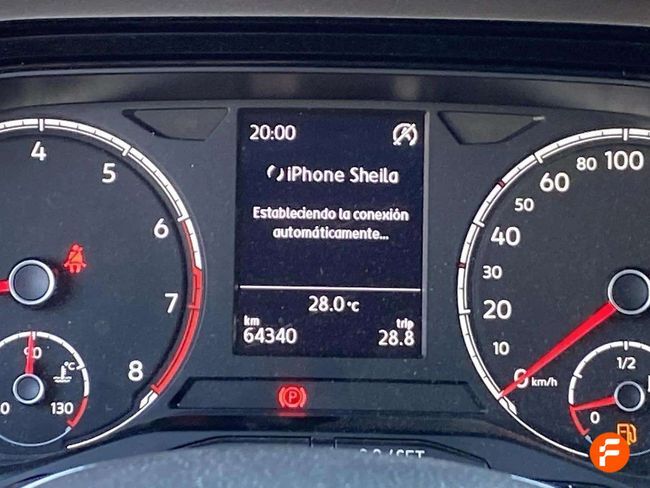 20:00
iPhone Sheila
Estableciendo la conexión
automáticamente...
28.0 °C
km
64340
trip
28.8
4
5
6
7
8
90
°C
130
0
10
20
30
40
50
60
80
100
km/h
1/2
0
P